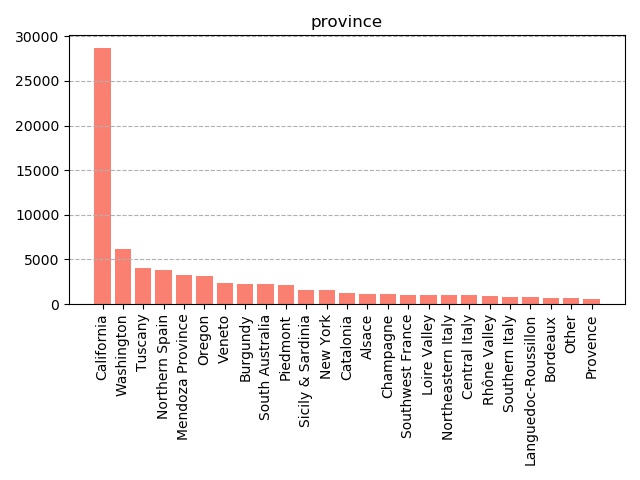 province
30000
25000
20000
15000
10000
5000
0
California
Washington
Tuscany
Northern Spain
Mendoza Province
Oregon
Veneto
Burgundy
South Australia
Piedmont
Sicily & Sardinia
New York
Catalonia
Alsace
Champagne
Southwest France
Loire Valley
Northeastern Italy
Central Italy
Rhône Valley
Southern Italy
Languedoc-Roussillon
Bordeaux
Other
Provence